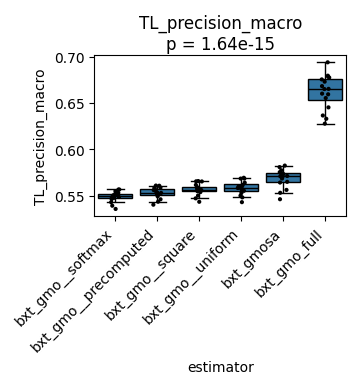 TL_precision_macro
p = 1.64e-15
TL_precision_macro
0.70
0.65
0.60
0.55
bxt_gmo__softmax
bxt_gmo__precomputed
bxt_gmo__square
bxt_gmo__uniform
bxt_gmosa
bxt_gmo_full
estimator